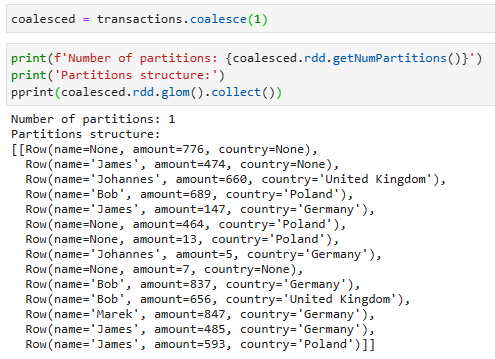 coalesced = transactions.coalesce(1)
print(f'Number of partitions: {coalesced.rdd.getNumPartitions()}')
print('Partitions structure:')
pprint(coalesced.rdd.glom().collect())
Number of partitions: 1
Partitions structure:
[[Row(name=None, amount=776, country=None),
  Row(name='James', amount=474, country=None),
  Row(name='Johannes', amount=660, country='United Kingdom'),
  Row(name='Bob', amount=689, country='Poland'),
  Row(name='James', amount=147, country='Germany'),
  Row(name=None, amount=464, country='Poland'),
  Row(name=None, amount=13, country='Poland'),
  Row(name='Johannes', amount=5, country='Germany'),
  Row(name=None, amount=7, country=None),
  Row(name='Bob', amount=837, country='Germany'),
  Row(name='Bob', amount=656, country='United Kingdom'),
  Row(name='Marek', amount=847, country='Germany'),
  Row(name='James', amount=485, country='Germany'),
  Row(name='James', amount=593, country='Poland')]]